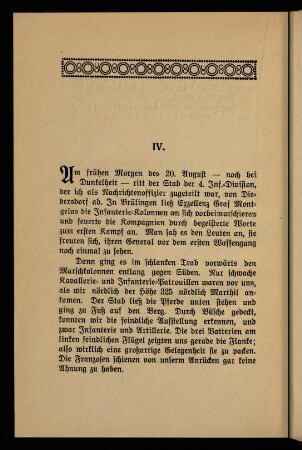 IV.
Am frühen Morgen des 20. August — noch bei
Dunkelheit — ritt der Stab der 4. Inf.-Division,
der ich als Nachrichtenoffizier zugeteilt war, von Die-
dersdorf ab. In Brülingen ließ Exzellenz Graf Mont-
gelas die Infanterie-Kolonnen an sich vorbeimarschieren
und feuerte die Kompagnien durch begeisterte Worte
zum ersten Kampf an. Man sah es den Leuten an, sie
freuten sich, ihren General vor dem ersten Waffengang
noch einmal zu sehen.
Dann ging es im schlanken Trab vorwärts den
Marschkolonnen entlang gegen Süden. Nur schwache
Kavallerie- und Infanterie-Patrouillen waren vor uns,
als wir nördlich der Höhe 325 nördlich Marthil an-
kamen. Der Stab ließ die Pferde unten stehen und
ging zu Fuß auf den Berg. Durch Büsche gedeckt,
konnten wir die feindliche Aufstellung erkennen, und
zwar Infanterie und Artillerie. Die drei Batterien am
linken feindlichen Flügel zeigten uns gerade die Flanke;
also wirklich eine großartige Gelegenheit sie zu packen.
Die Franzosen schienen von unserm Anrücken gar keine
Ahnung zu haben.